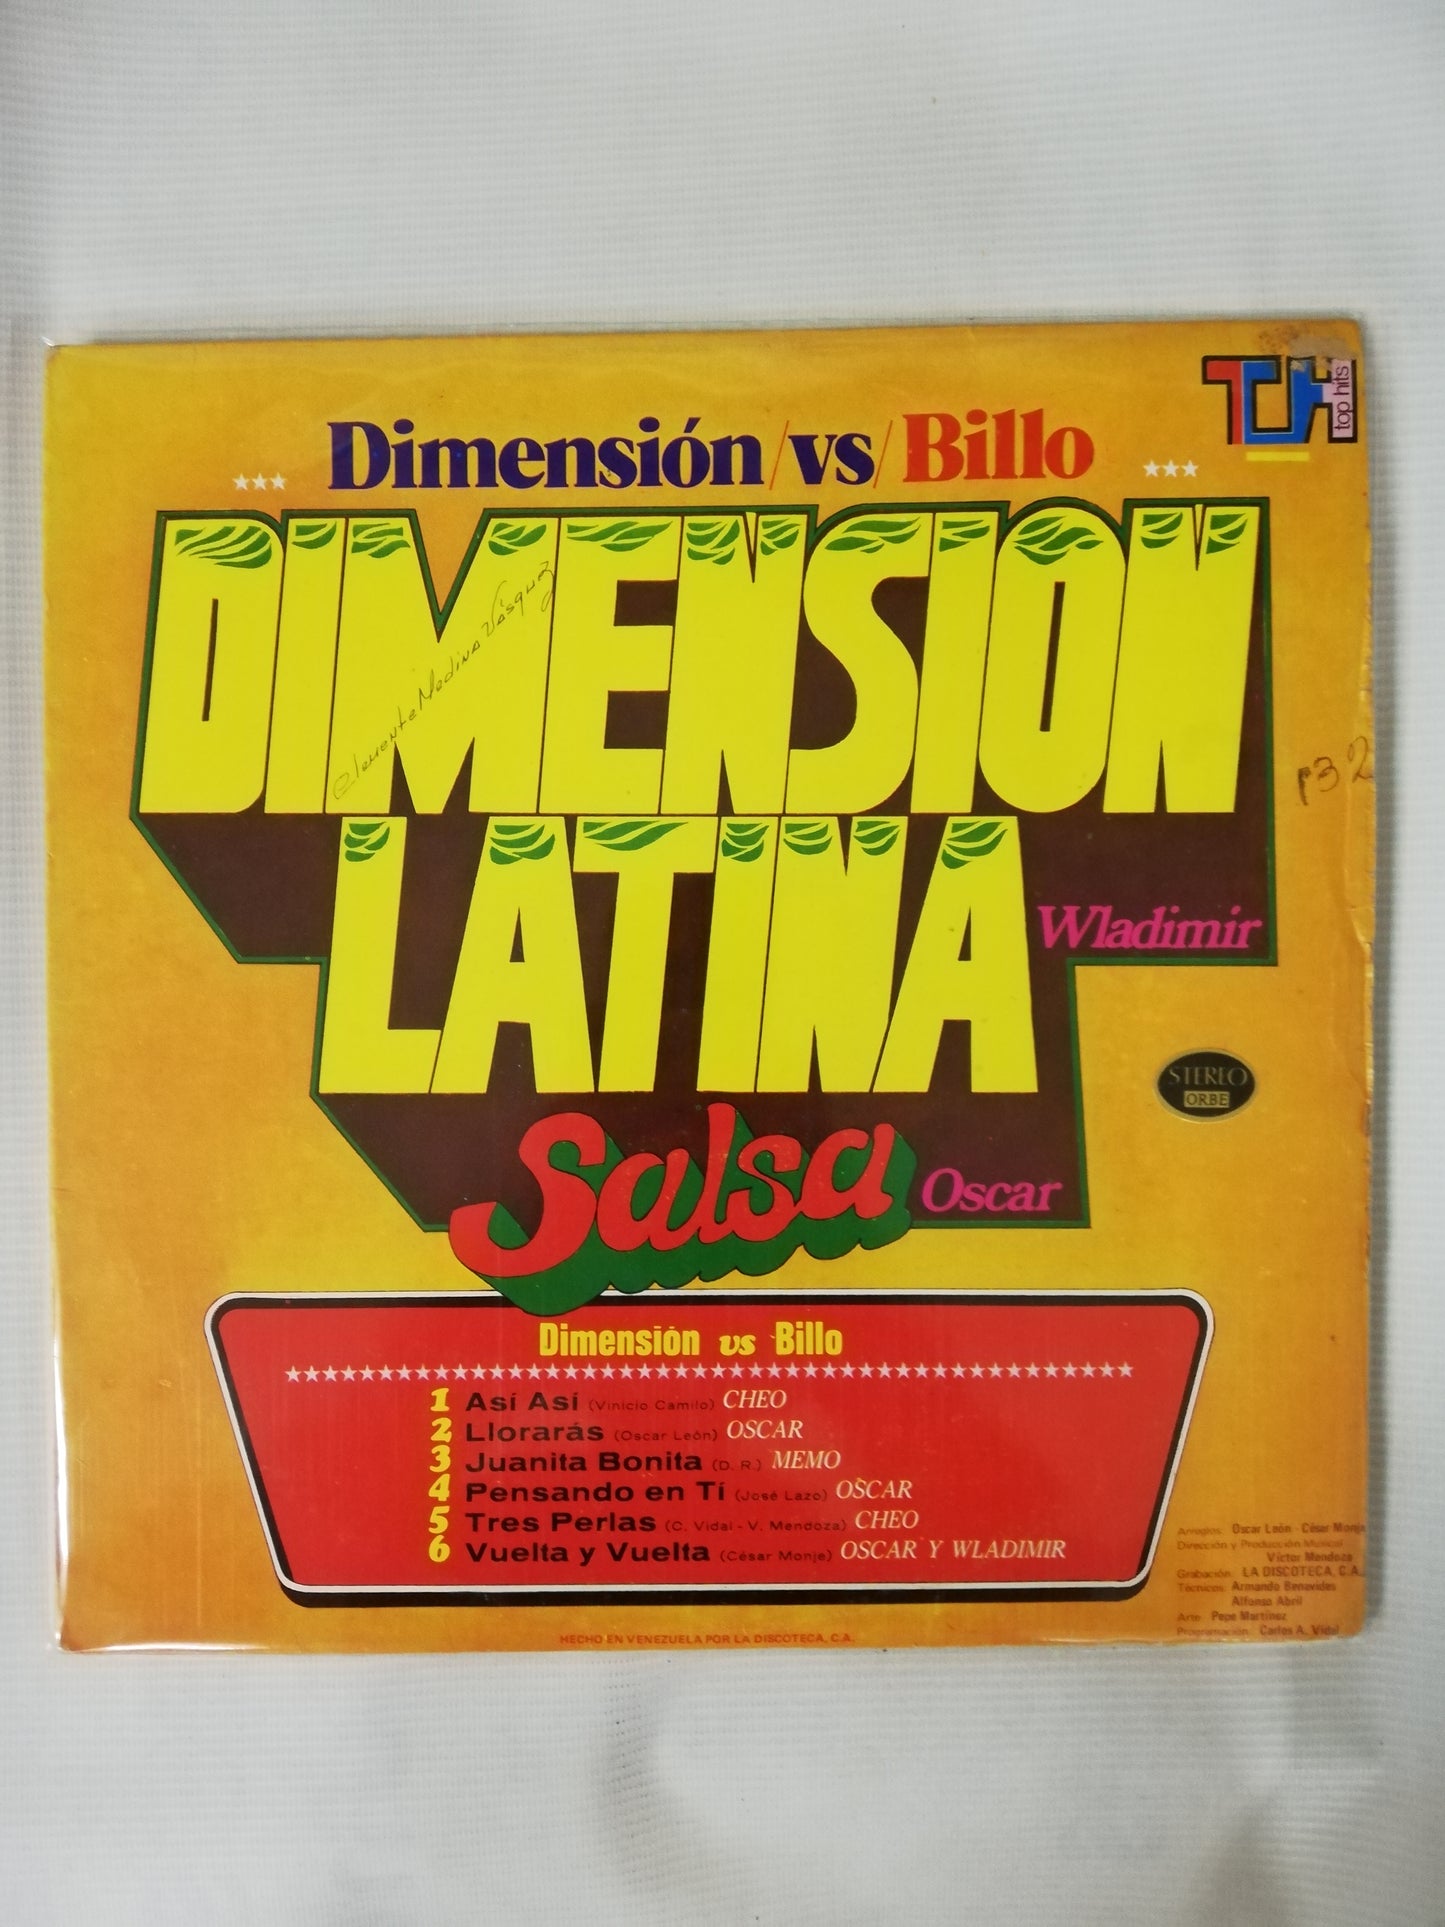 TH top hits
Dimensión/vs/Billo
DIMENSION
Clemente Medina Vásquez
p32
LATINA
Wladimir
STEREO
ORBE
Salsa
Oscar
Dimensión vs Billo
1 Así Así (Vinicio Camilo) CHEO
2 Llorarás (Oscar León) OSCAR
3 Juanita Bonita (D. R.) MEMO
4 Pensando en Tí (José Lazo) OSCAR
5 Tres Perlas (C. Vidal - V. Mendoza) CHEO
6 Vuelta y Vuelta (César Monje) OSCAR Y WLADIMIR
Arreglos: Oscar León - César Monje
Dirección y Producción Musical
Víctor Mendoza
Grabación: LA DISCOTECA, C.A.
Técnicos: Armando Benavides
Alfonso Abril
Arte: Pepe Martínez
Programación: Carlos A. Vidal
HECHO EN VENEZUELA POR LA DISCOTECA, C.A.